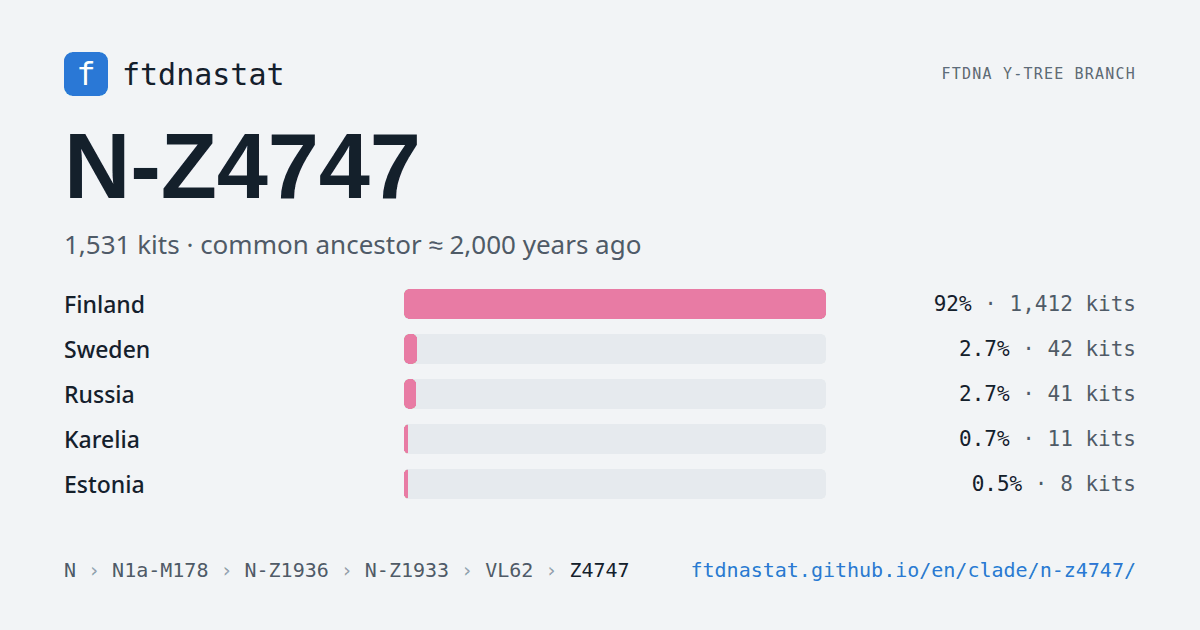 f ftdnastat
FTDNA Y-TREE BRANCH
N-Z4747
1,531 kits · common ancestor ≈ 2,000 years ago
Finland 92% · 1,412 kits
Sweden 2.7% · 42 kits
Russia 2.7% · 41 kits
Karelia 0.7% · 11 kits
Estonia 0.5% · 8 kits
N › N1a-M178 › N-Z1936 › N-Z1933 › VL62 › Z4747
ftdnastat.github.io/en/clade/n-z4747/